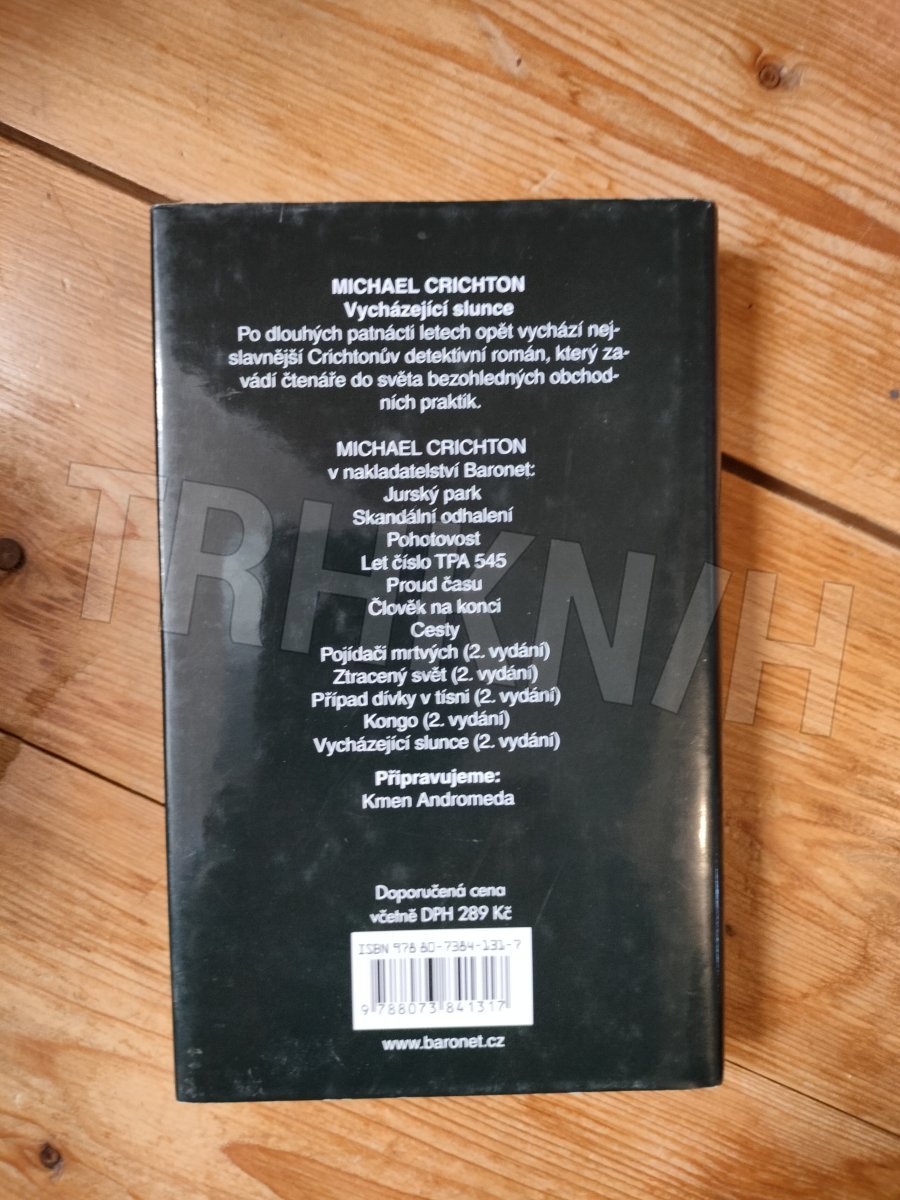 MICHAEL CRICHTON
Vycházející slunce
Po dlouhých patnácti letech opět vychází nej-
slavnější Crichtonův detektivní román, který za-
vádí čtenáře do světa bezohledných obchod-
ních praktik.
MICHAEL CRICHTON
v nakladatelství Baronet:
Jurský park
Skandální odhalení
Pohotovost
Let číslo TPA 545
Proud času
Člověk na konci
Cesty
Pojídači mrtvých (2. vydání)
Ztracený svět (2. vydání)
Případ dívky v tísni (2. vydání)
Kongo (2. vydání)
Vycházející slunce (2. vydání)
Připravujeme:
Kmen Andromeda
Doporučená cena
včetně DPH 289 Kč
ISBN 978 80-7384-131-7
9 788073 841317
www.baronet.cz
TRHKNIH